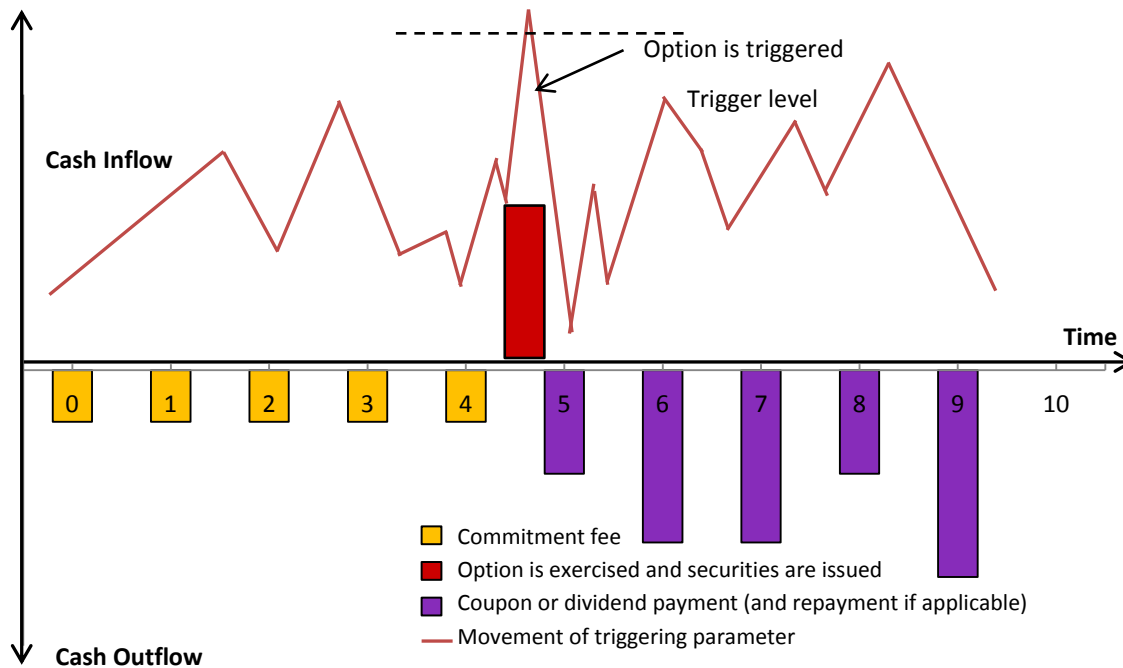 Option is triggered
Trigger level
Cash Inflow
Time
0 1 2 3 4 5 6 7 8 9 10
Commitment fee
Option is exercised and securities are issued
Coupon or dividend payment (and repayment if applicable)
Movement of triggering parameter
Cash Outflow